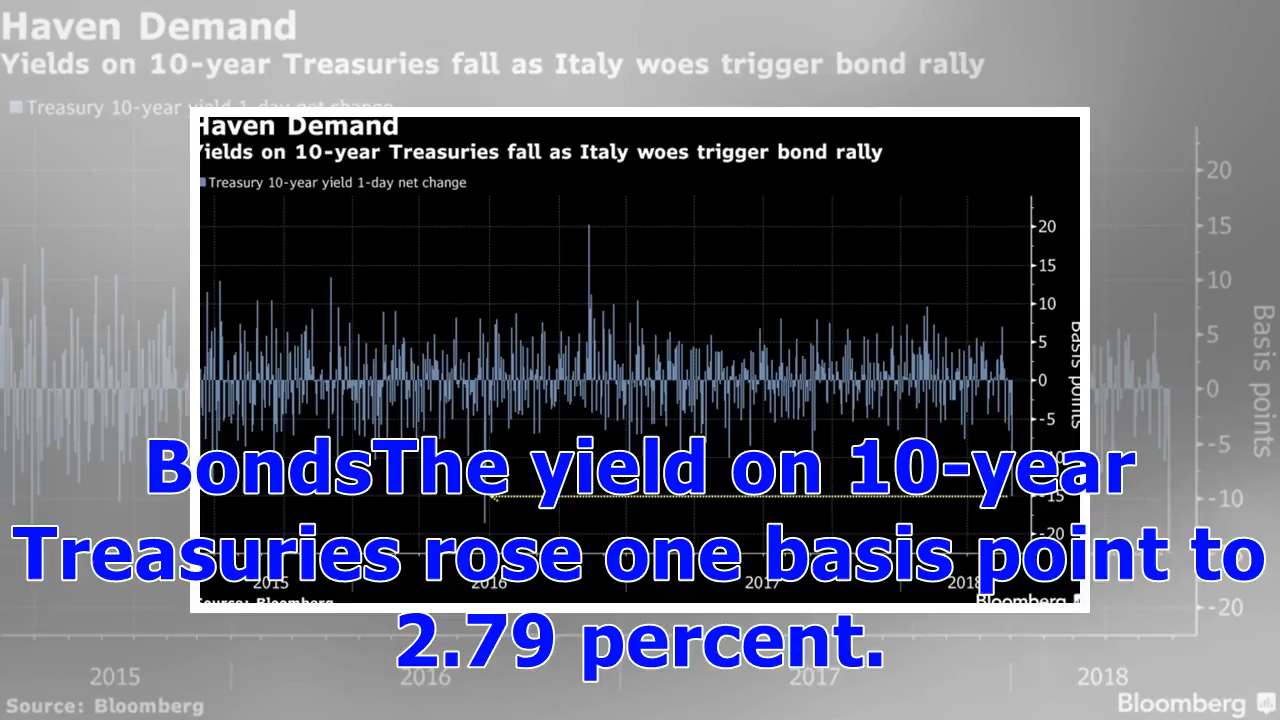 Haven Demand
Yields on 10-year Treasuries fall as Italy woes trigger bond rally
Treasury 10-year yield 1-day net change
Haven Demand
Yields on 10-year Treasuries fall as Italy woes trigger bond rally
Treasury 10-year yield 1-day net change
20
15
10
5
0
-5
-15
-20
Basis points
2015 2016 2017 2018
Source: Bloomberg
Bloomberg
20
15
10
5
0
-5
-10
-20
Basis points
BondsThe yield on 10-year
Treasuries rose one basis point to
2.79 percent.
2015 2016 2017 2018
Source: Bloomberg
Bloomberg